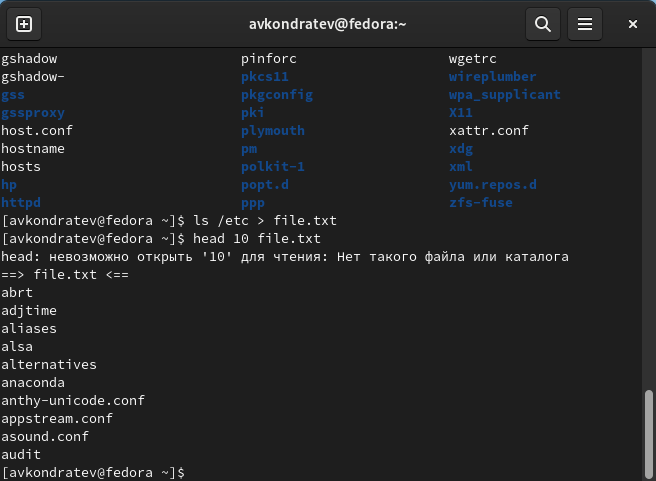 avkondratev@fedora:~
gshadow pinforc wgetrc
gshadow- pkcs11 wireplumber
gss pkgconfig wpa_supplicant
gssproxy pki X11
host.conf plymouth xattr.conf
hostname pm xdg
hosts polkit-1 xml
hp popt.d yum.repos.d
httpd ppp zfs-fuse
[avkondratev@fedora ~]$ ls /etc > file.txt
[avkondratev@fedora ~]$ head 10 file.txt
head: невозможно открыть '10' для чтения: Нет такого файла или каталога
==> file.txt <==
abrt
adjtime
aliases
alsa
alternatives
anaconda
anthy-unicode.conf
appstream.conf
asound.conf
audit
[avkondratev@fedora ~]$